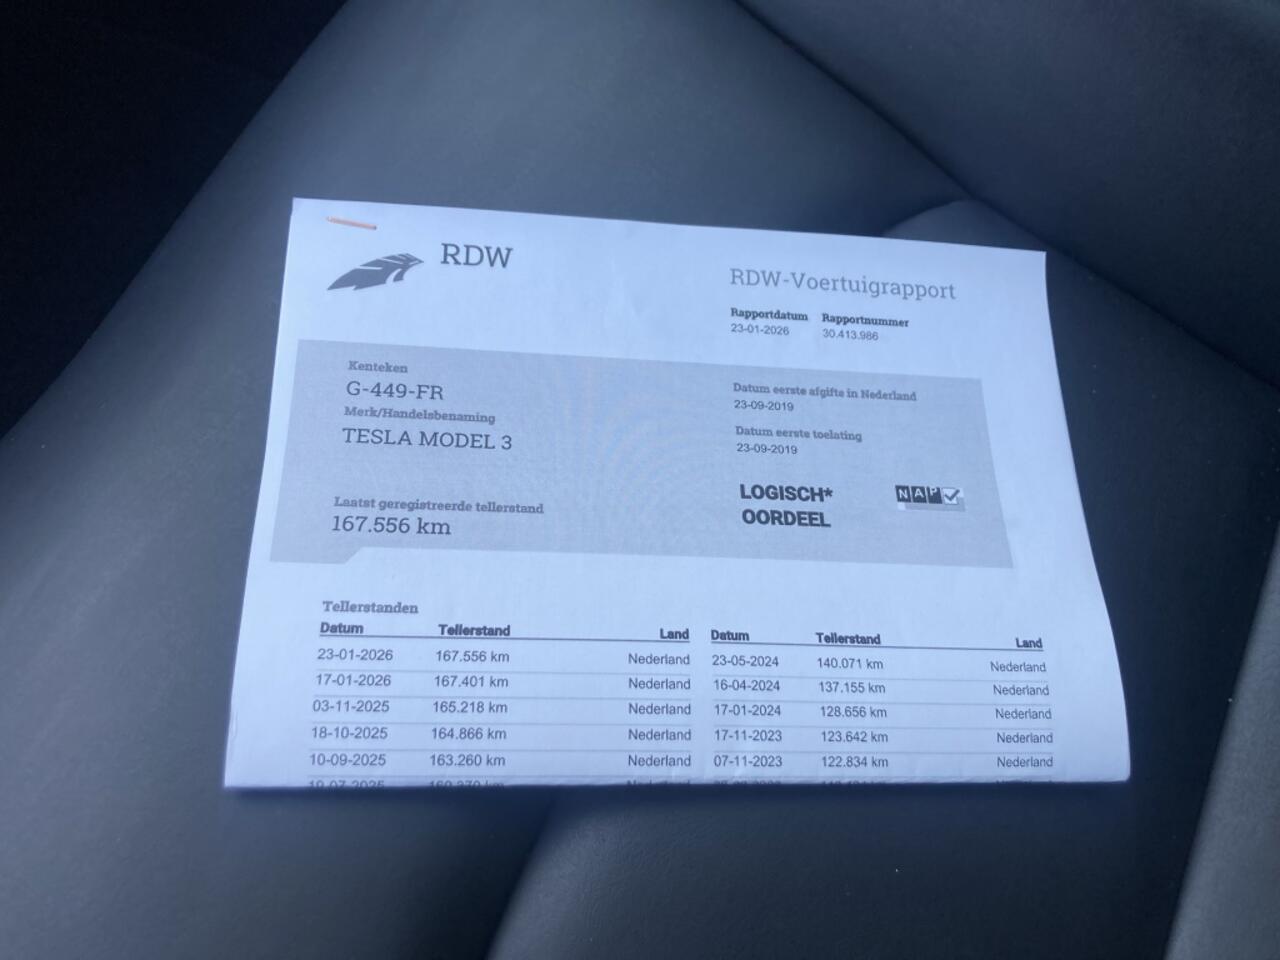 RDW
RDW-Voertuigrapport
Rapportdatum Rapportnummer
23-01-2026 30.413.986
Kenteken
G-449-FR
Merk/Handelsbenaming
TESLA MODEL 3
Laatst geregistreerde tellerstand
167.556 km
Datum eerste afgifte in Nederland
23-09-2019
Datum eerste toelating
23-09-2019
LOGISCH*
OORDEEL
NAP
Tellerstanden
Datum Tellerstand Land Datum Tellerstand Land
23-01-2026 167.556 km Nederland 23-05-2024 140.071 km Nederland
17-01-2026 167.401 km Nederland 16-04-2024 137.155 km Nederland
03-11-2025 165.218 km Nederland 17-01-2024 128.656 km Nederland
18-10-2025 164.866 km Nederland 17-11-2023 123.642 km Nederland
10-09-2025 163.260 km Nederland 07-11-2023 122.834 km Nederland